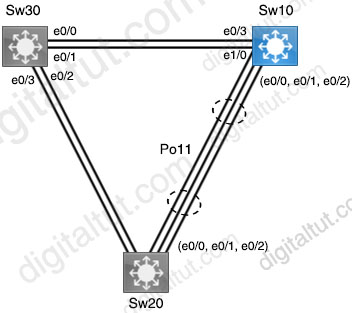 Sw30
Sw10
e0/0
e0/3
e0/1
e1/0
e0/3
e0/2
(e0/0, e0/1, e0/2)
Po11
(e0/0, e0/1, e0/2)
Sw20
digitaltut.com
digitaltut.com
digitaltut.com
digitaltut.com